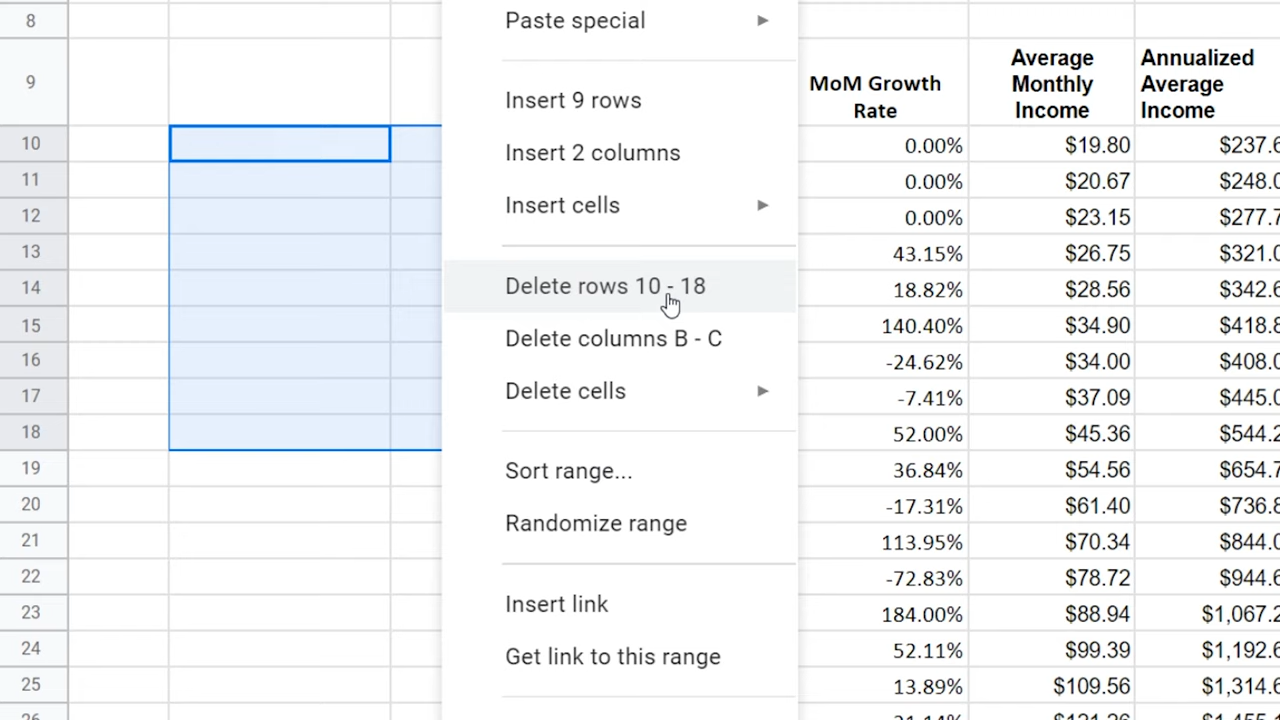 8
Paste special
9
MoM Growth
Rate
Average
Monthly
Income
Annualized
Average
Income
Insert 9 rows
Insert 2 columns
Insert cells
Delete rows 10 - 18
Delete columns B - C
Delete cells
Sort range...
Randomize range
Insert link
Get link to this range
10 0.00% $19.80 $237.6
11 0.00% $20.67 $248.0
12 0.00% $23.15 $277.7
13 43.15% $26.75 $321.0
14 18.82% $28.56 $342.6
15 140.40% $34.90 $418.8
16 -24.62% $34.00 $408.0
17 -7.41% $37.09 $445.0
18 52.00% $45.36 $544.2
19 36.84% $54.56 $654.7
20 -17.31% $61.40 $736.8
21 113.95% $70.34 $844.0
22 -72.83% $78.72 $944.6
23 184.00% $88.94 $1,067.2
24 52.11% $99.39 $1,192.6
25 13.89% $109.56 $1,314.6